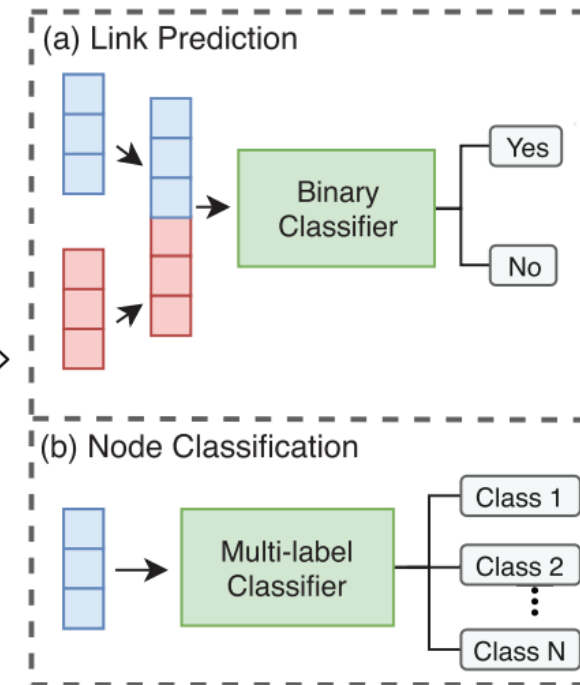 (a) Link Prediction
Binary
Classifier
Yes
No
(b) Node Classification
Multi-label
Classifier
Class 1
Class 2
Class N